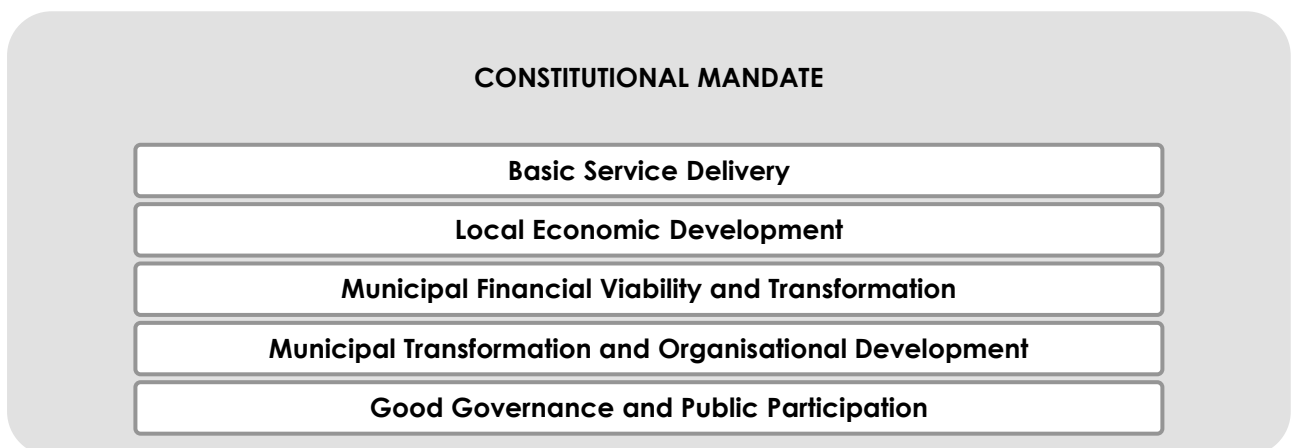 CONSTITUTIONAL MANDATE
Basic Service Delivery
Local Economic Development
Municipal Financial Viability and Transformation
Municipal Transformation and Organisational Development
Good Governance and Public Participation